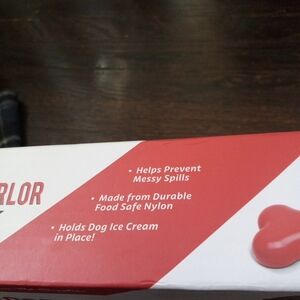 RLOR
• Helps Prevent
Messy Spills
• Made from Durable
Food Safe Nylon
• Holds Dog Ice Cream
in Place!